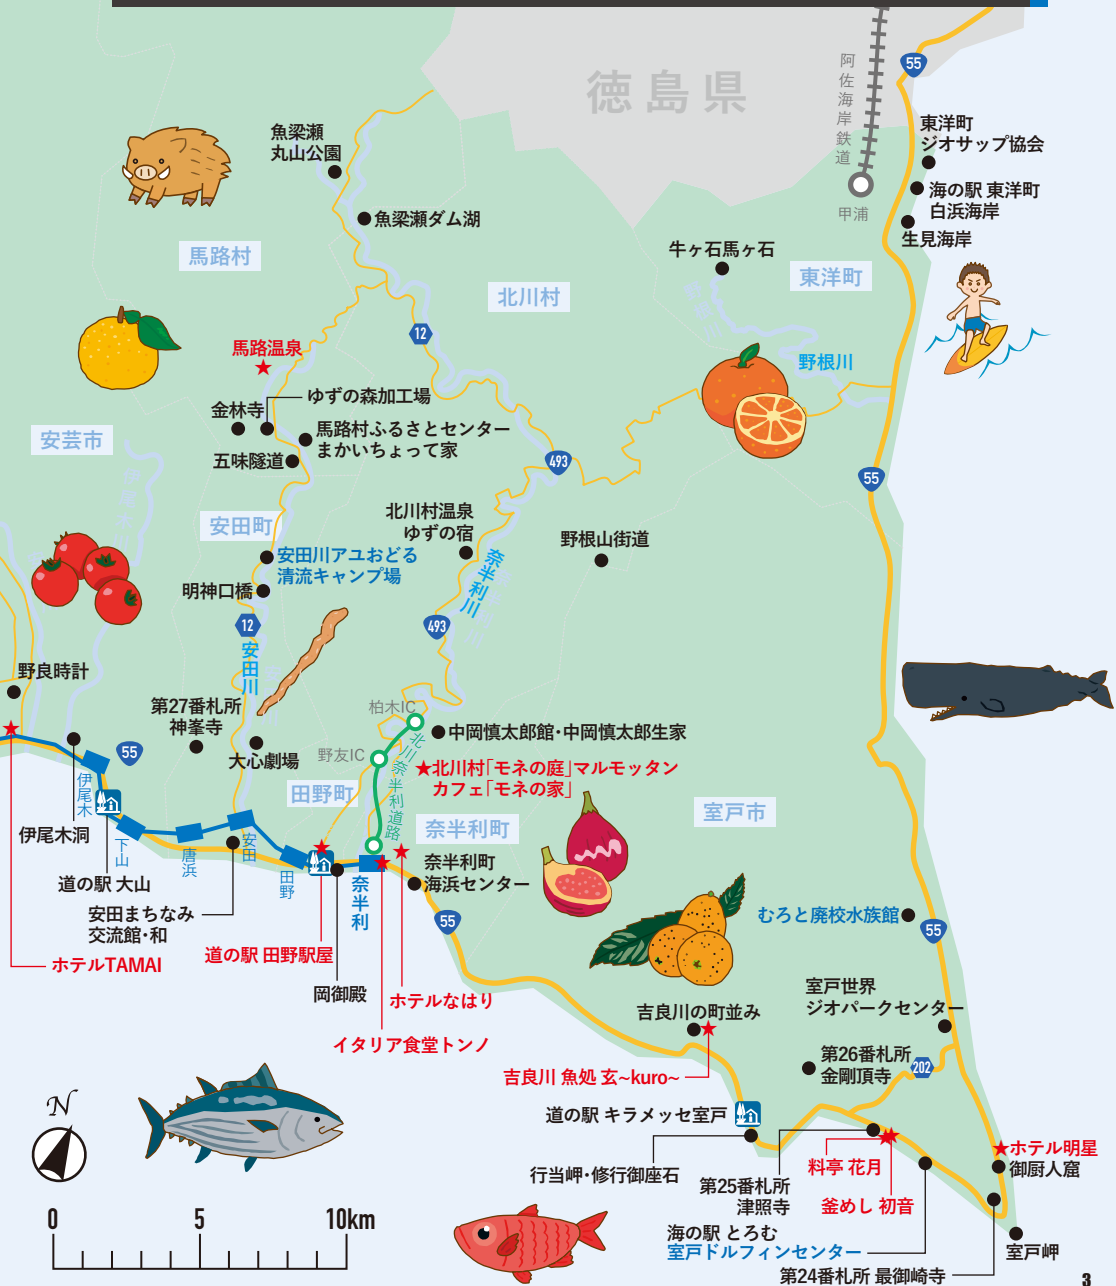 徳島県
阿佐海岸鉄道
甲浦
55
東洋町
ジオサップ協会
海の駅 東洋町
白浜海岸
生見海岸
魚梁瀬
丸山公園
魚梁瀬ダム湖
馬路村
北川村
牛ヶ石馬ヶ石
東洋町
12
野根川
馬路温泉
ゆずの森加工場
金林寺
馬路村ふるさとセンター
まかいちょって家
五味隧道
安芸市
493
55
安田町
北川村温泉
ゆずの宿
野根山街道
安田川アユおどる
清流キャンプ場
明神口橋
奈半利川
12
安田川
493
野良時計
第27番札所
神峯寺
大心劇場
柏木IC
野友IC
北川奈半利道路
中岡慎太郎館・中岡慎太郎生家
★北川村「モネの庭」マルモッタン
カフェ「モネの家」
55
伊尾木
伊尾木洞
下山
唐浜
安田
田野
田野町
奈半利町
室戸市
奈半利
奈半利町
海浜センター
道の駅 大山
安田まちなみ
交流館・和
道の駅 田野駅屋
ホテルTAMAI
岡御殿
ホテルなはり
イタリア食堂トンノ
55
むろと廃校水族館
55
室戸世界
ジオパークセンター
吉良川の町並み
吉良川 魚処 玄~kuro~
第26番札所
金剛頂寺
202
道の駅 キラメッセ室戸
行当岬・修行御座石
第25番札所
津照寺
料亭 花月
釜めし 初音
★ホテル明星
御厨人窟
海の駅 とろむ
室戸ドルフィンセンター
第24番札所 最御崎寺
室戸岬
N
0 5 10km
3